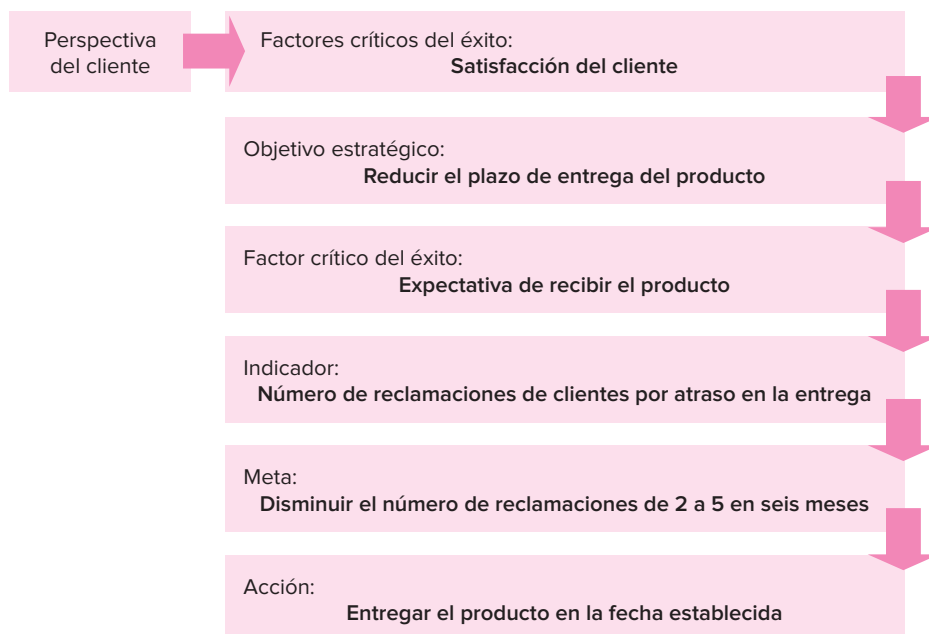 Perspectiva
del cliente
Factores críticos del éxito:
Satisfacción del cliente
Objetivo estratégico:
Reducir el plazo de entrega del producto
Factor crítico del éxito:
Expectativa de recibir el producto
Indicador:
Número de reclamaciones de clientes por atraso en la entrega
Meta:
Disminuir el número de reclamaciones de 2 a 5 en seis meses
Acción:
Entregar el producto en la fecha establecida